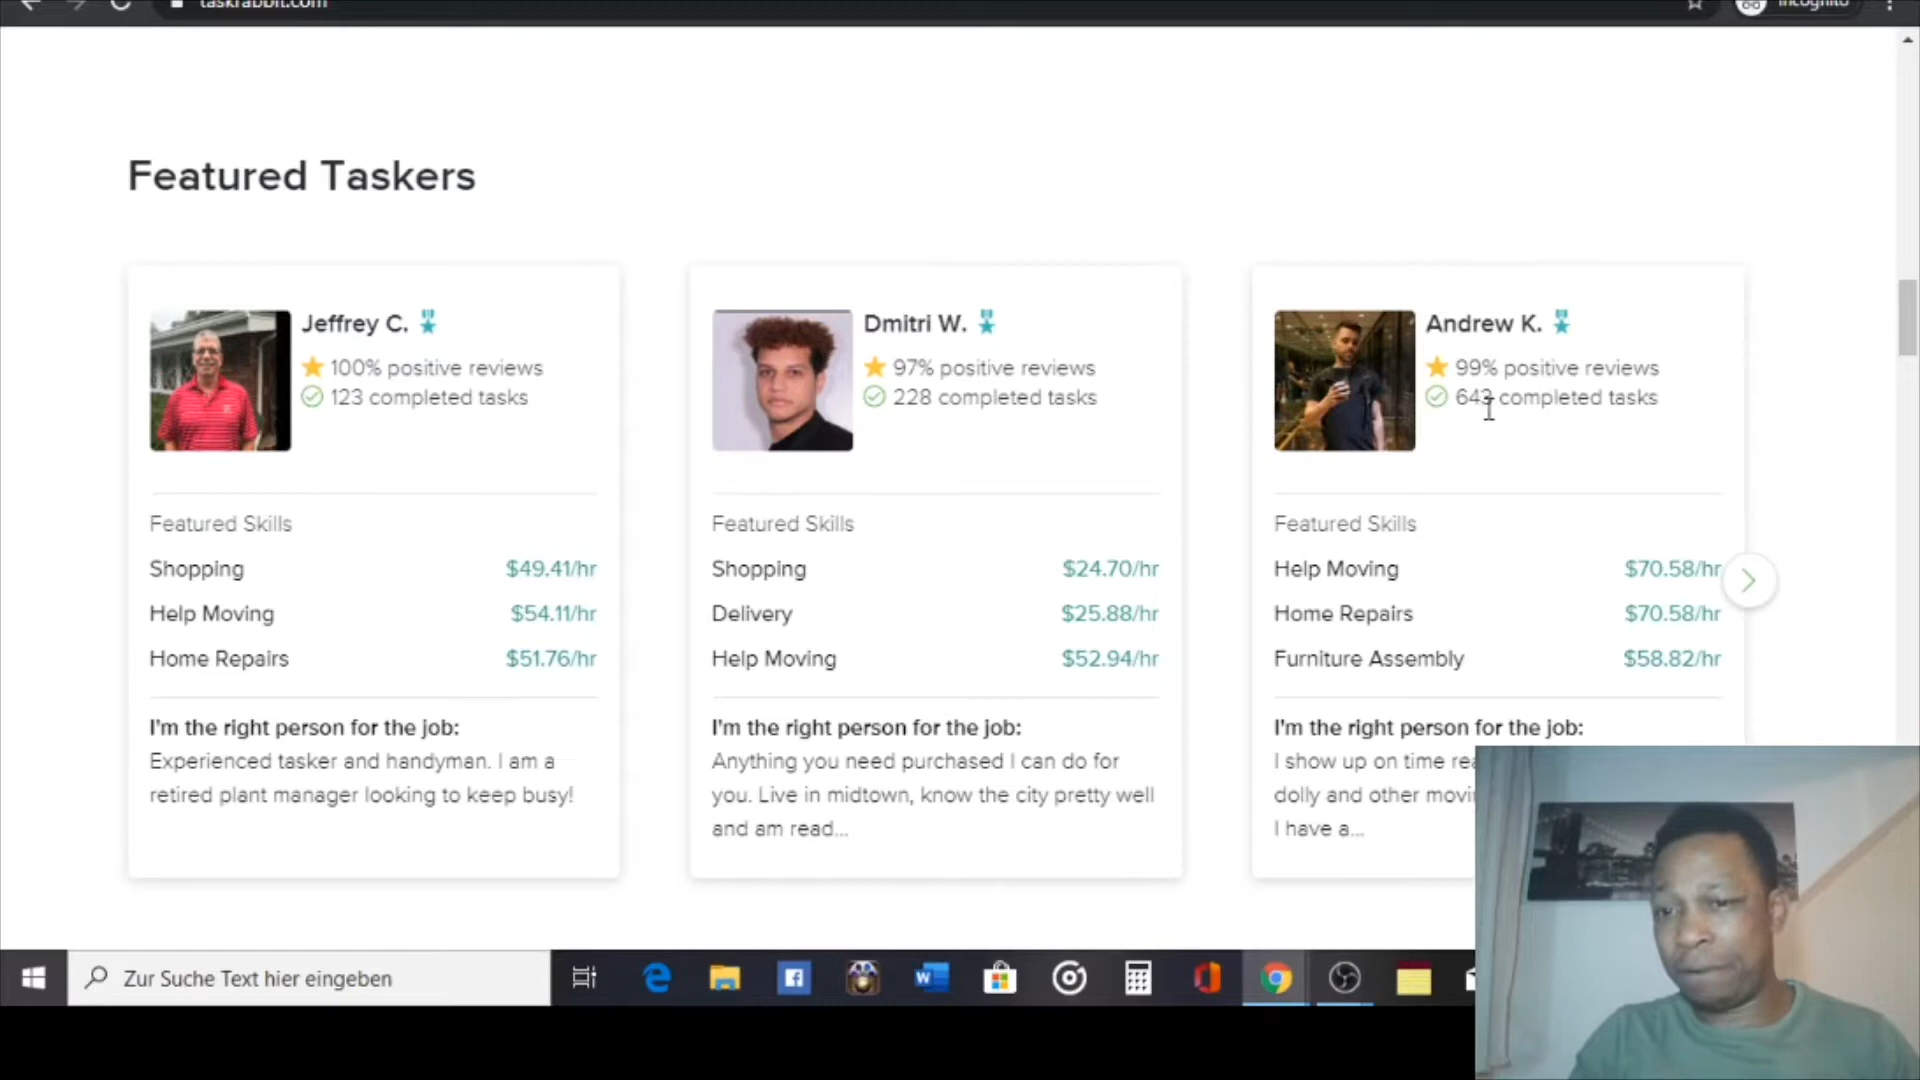 taskrabbit.com
Incognito
Featured Taskers
Jeffrey C.
100% positive reviews
123 completed tasks
Featured Skills
Shopping $49.41/hr
Help Moving $54.11/hr
Home Repairs $51.76/hr
I'm the right person for the job:
Experienced tasker and handyman. I am a
retired plant manager looking to keep busy!
Dmitri W.
97% positive reviews
228 completed tasks
Featured Skills
Shopping $24.70/hr
Delivery $25.88/hr
Help Moving $52.94/hr
I'm the right person for the job:
Anything you need purchased I can do for
you. Live in midtown, know the city pretty well
and am read...
Andrew K.
99% positive reviews
643 completed tasks
Featured Skills
Help Moving $70.58/hr
Home Repairs $70.58/hr
Furniture Assembly $58.82/hr
I'm the right person for the job:
I show up on time
dolly and other
I have a...
Zur Suche Text hier eingeben